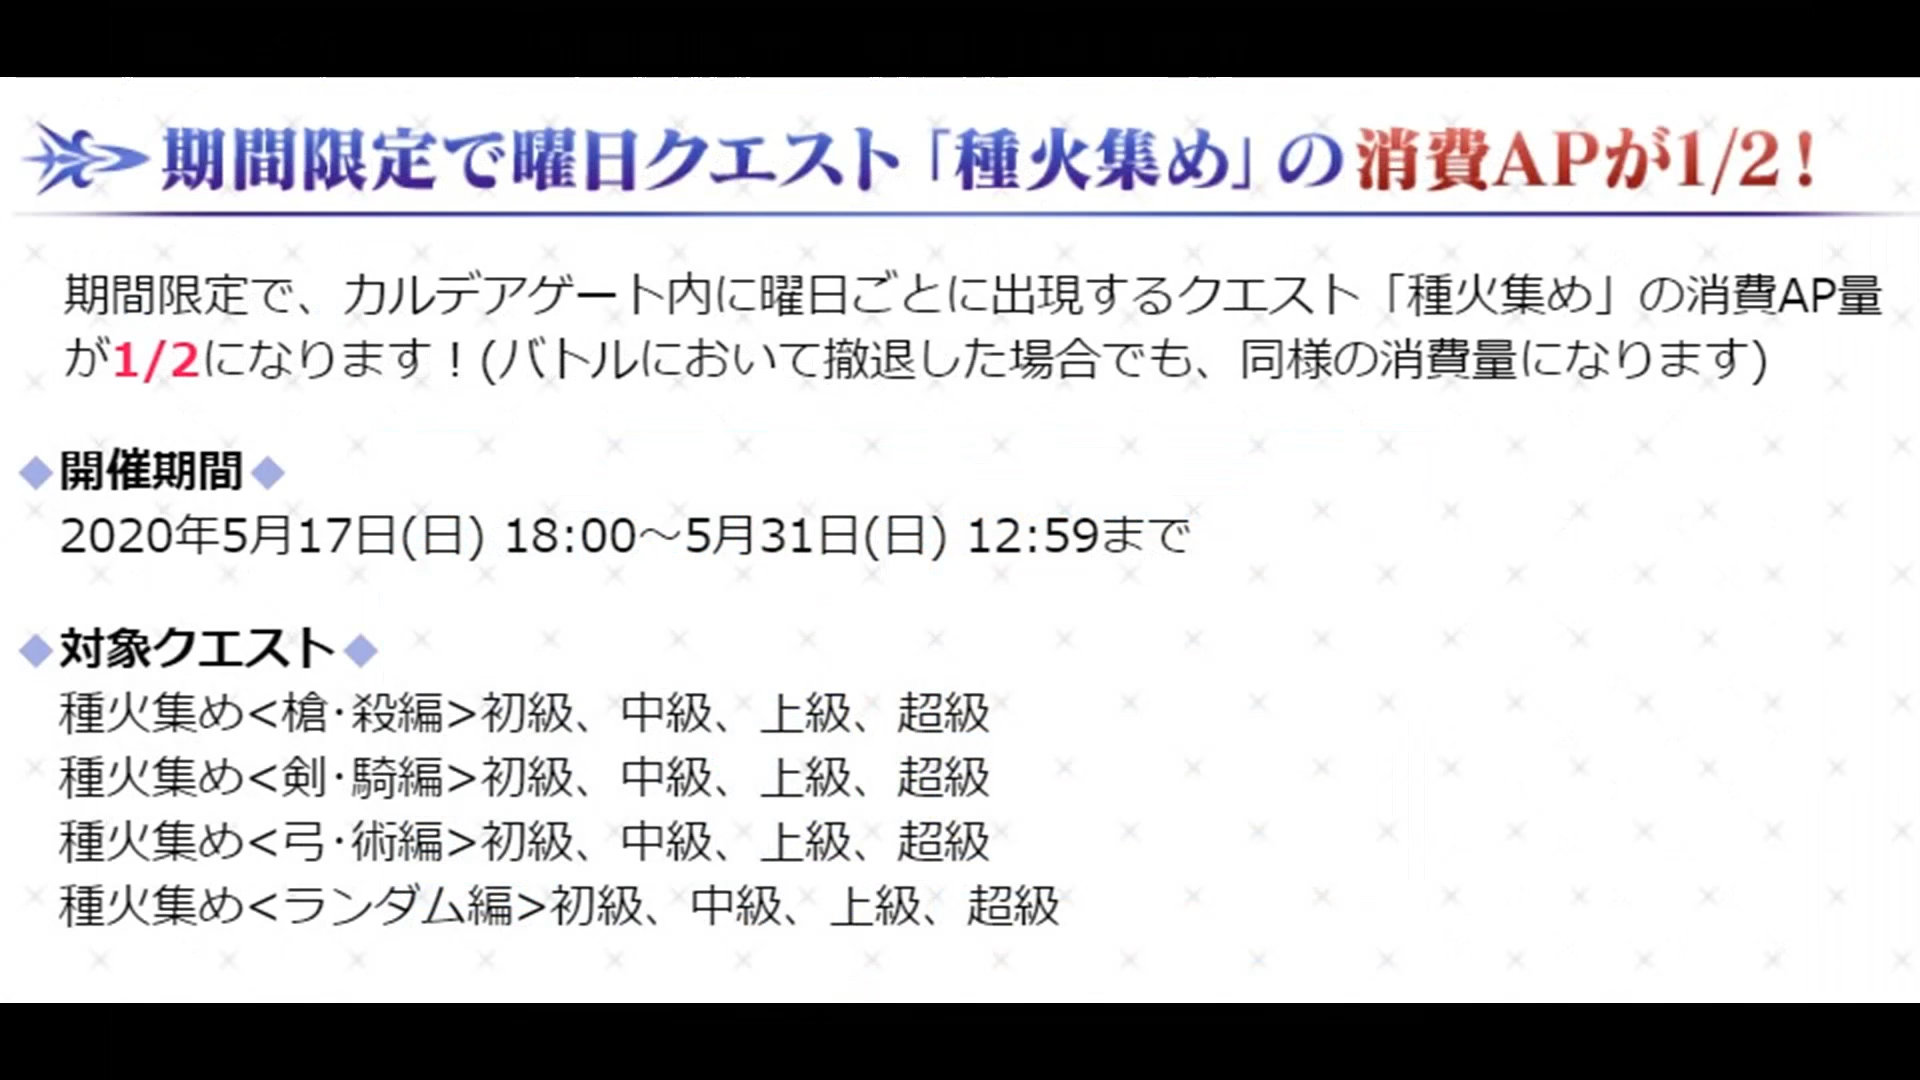 期間限定で曜日クエスト「種火集め」の消費APが1/2！
期間限定で、カルデアゲート内に曜日ごとに出現するクエスト「種火集め」の消費AP量
が1/2になります！(バトルにおいて撤退した場合でも、同様の消費量になります)
◆開催期間◆
2020年5月17日(日) 18:00～5月31日(日) 12:59まで
◆対象クエスト◆
種火集め<槍･殺編>初級、中級、上級、超級
種火集め<剣･騎編>初級、中級、上級、超級
種火集め<弓･術編>初級、中級、上級、超級
種火集め<ランダム編>初級、中級、上級、超級